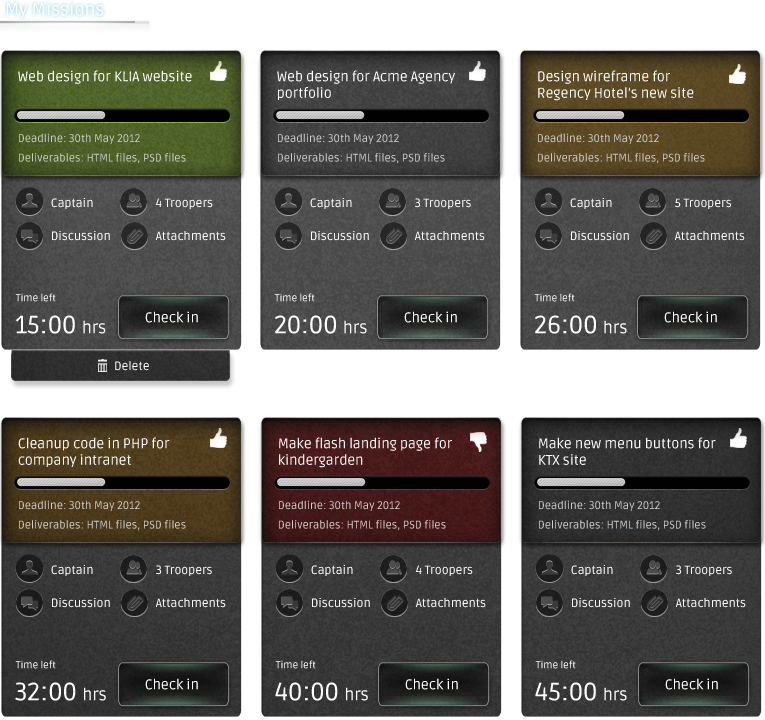 My Missions
Web design for KLIA website
Deadline: 30th May 2012
Deliverables: HTML files, PSD files
Captain
4 Troopers
Discussion
Attachments
Time left
15:00 hrs
Check in
Delete
Web design for Acme Agency
portfolio
Deadline: 30th May 2012
Deliverables: HTML files, PSD files
Captain
3 Troopers
Discussion
Attachments
Time left
20:00 hrs
Check in
Design wireframe for
Regency Hotel's new site
Deadline: 30th May 2012
Deliverables: HTML files, PSD files
Captain
5 Troopers
Discussion
Attachments
Time left
26:00 hrs
Check in
Cleanup code in PHP for
company intranet
Deadline: 30th May 2012
Deliverables: HTML files, PSD files
Captain
3 Troopers
Discussion
Attachments
Time left
32:00 hrs
Check in
Make flash landing page for
kindergarden
Deadline: 30th May 2012
Deliverables: HTML files, PSD files
Captain
4 Troopers
Discussion
Attachments
Time left
40:00 hrs
Check in
Make new menu buttons for
KTX site
Deadline: 30th May 2012
Deliverables: HTML files, PSD files
Captain
3 Troopers
Discussion
Attachments
Time left
45:00 hrs
Check in